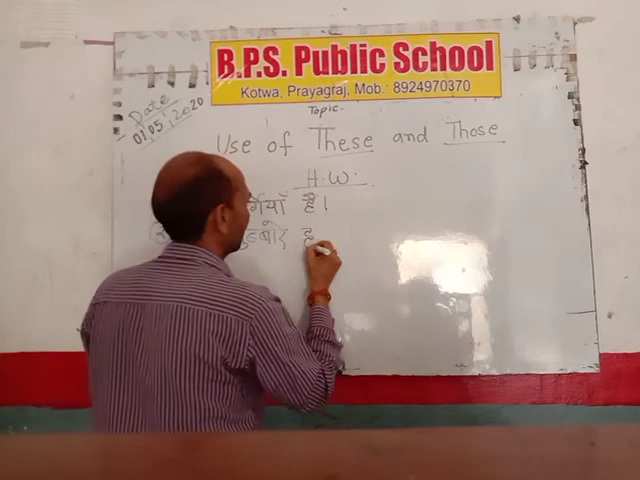 B.P.S. Public School
Kotwa, Prayagraj, Mob.: 8924970370
Topic-
Date
01/05/2020
Use of These and Those
H.W.
हैं।
ह